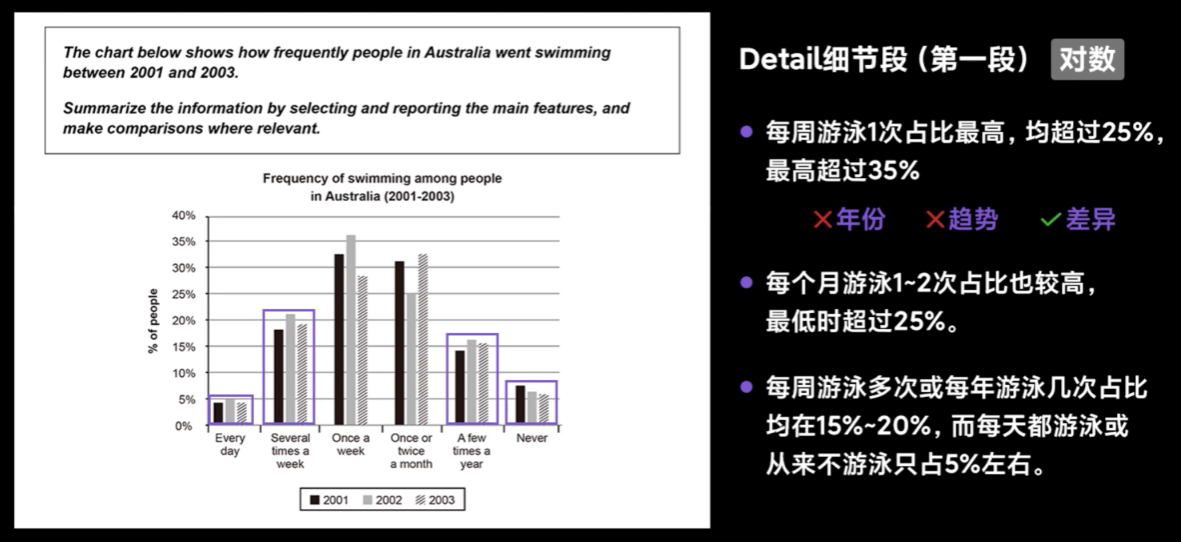 The chart below shows how frequently people in Australia went swimming
between 2001 and 2003.
Summarize the information by selecting and reporting the main features, and
make comparisons where relevant.
Frequency of swimming among people
in Australia (2001-2003)
% of people
40%
35%
30%
25%
20%
15%
10%
5%
0%
Every
day
Several
times a
week
Once a
week
Once or
twice
a month
A few
times a
year
Never
2001 2002 2003
Detail细节段（第一段） 对数
每周游泳1次占比最高，均超过25%，
最高超过35%
年份 趋势 差异
每个月游泳1~2次占比也较高，
最低时超过25%。
每周游泳多次或每年游泳几次占比
均在15%~20%，而每天都游泳或
从来不游泳只占5%左右。